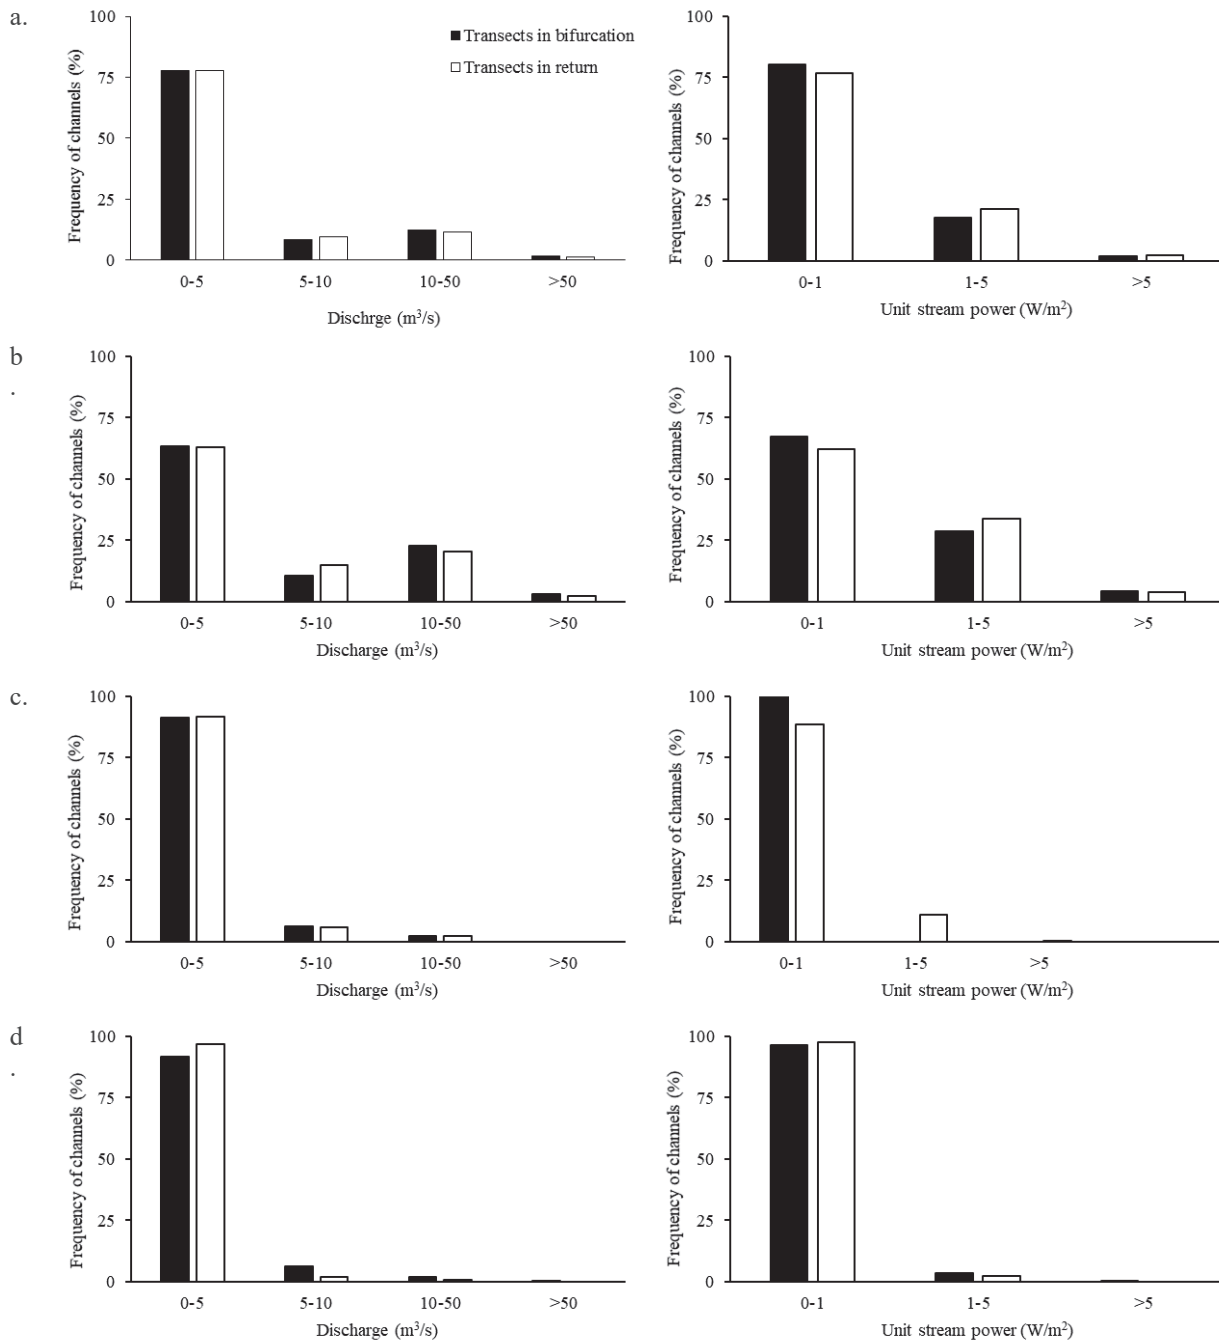 a.
100
75
50
25
0
Frequency of channels (%)
■ Transects in bifurcation
□ Transects in return
0-5 5-10 10-50 >50
Dischrge (m³/s)
100
75
50
25
0
Frequency of channels (%)
0-1 1-5 >5
Unit stream power (W/m²)
b
.
100
75
50
25
0
Frequency of channels (%)
0-5 5-10 10-50 >50
Discharge (m³/s)
100
75
50
25
0
Frequency of channels (%)
0-1 1-5 >5
Unit stream power (W/m²)
c.
100
75
50
25
0
Frequency of channels (%)
0-5 5-10 10-50 >50
Discharge (m³/s)
100
75
50
25
0
Frequency of channels (%)
0-1 1-5 >5
Unit stream power (W/m²)
d
.
100
75
50
25
0
Frequency of channels (%)
0-5 5-10 10-50 >50
Discharge (m³/s)
100
75
50
25
0
Frequency of channels (%)
0-1 1-5 >5
Unit stream power (W/m²)